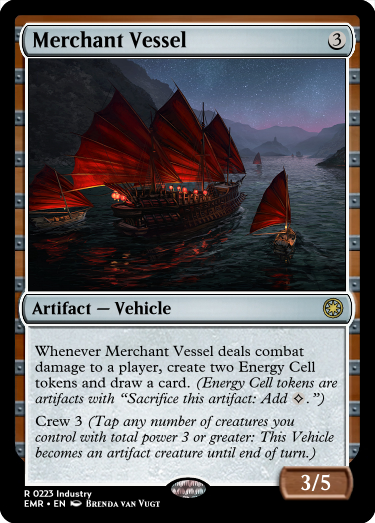 Merchant Vessel 3
Artifact — Vehicle
Whenever Merchant Vessel deals combat
damage to a player, create two Energy Cell
tokens and draw a card. (Energy Cell tokens are
artifacts with “Sacrifice this artifact: Add ✧.”)
Crew 3 (Tap any number of creatures you
control with total power 3 or greater: This Vehicle
becomes an artifact creature until end of turn.)
3/5
R 0223 Industry
EMR • EN Brenda van Vugt